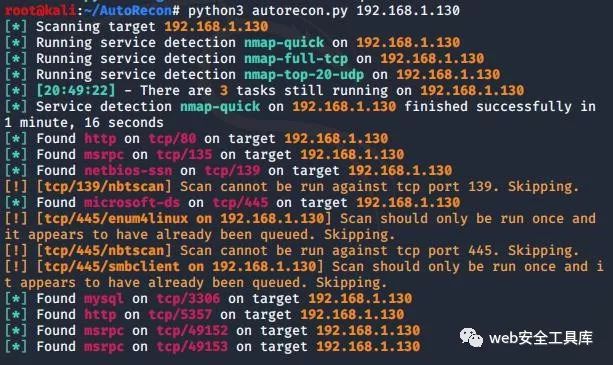 root@kali:~/AutoRecon# python3 autorecon.py 192.168.1.130
[*] Scanning target 192.168.1.130
[*] Running service detection nmap-quick on 192.168.1.130
[*] Running service detection nmap-full-tcp on 192.168.1.130
[*] Running service detection nmap-top-20-udp on 192.168.1.130
[*] [20:49:22] - There are 3 tasks still running on 192.168.1.130
[*] Service detection nmap-quick on 192.168.1.130 finished successfully in
1 minute, 16 seconds
[*] Found http on tcp/80 on target 192.168.1.130
[*] Found msrpc on tcp/135 on target 192.168.1.130
[*] Found netbios-ssn on tcp/139 on target 192.168.1.130
[!] [tcp/139/nbtscan] Scan cannot be run against tcp port 139. Skipping.
[*] Found microsoft-ds on tcp/445 on target 192.168.1.130
[!] [tcp/445/enum4linux on 192.168.1.130] Scan should only be run once and
it appears to have already been queued. Skipping.
[!] [tcp/445/nbtscan] Scan cannot be run against tcp port 445. Skipping.
[!] [tcp/445/smbclient on 192.168.1.130] Scan should only be run once and i
t appears to have already been queued. Skipping.
[*] Found mysql on tcp/3306 on target 192.168.1.130
[*] Found http on tcp/5357 on target 192.168.1.130
[*] Found msrpc on tcp/49152 on target 192.168.1.130
[*] Found msrpc on tcp/49153 on target 192.168.1.130
web安全工具库